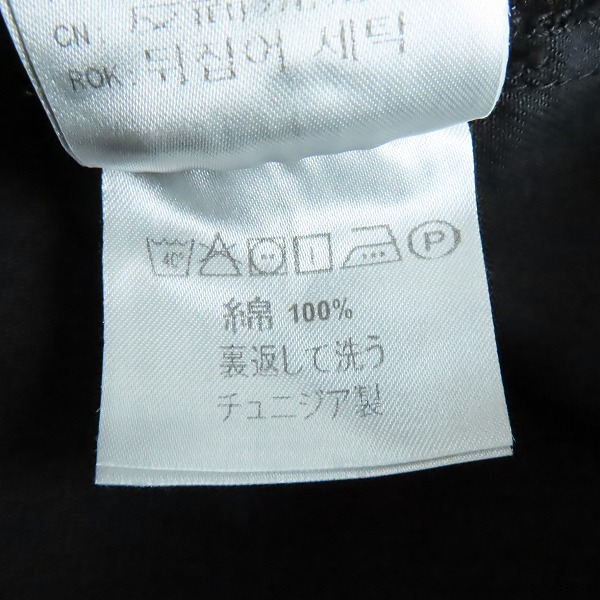 CN:
ROK: 뒤집어 세탁
40°
P
綿 100%
裏返して洗う
チュニジア製